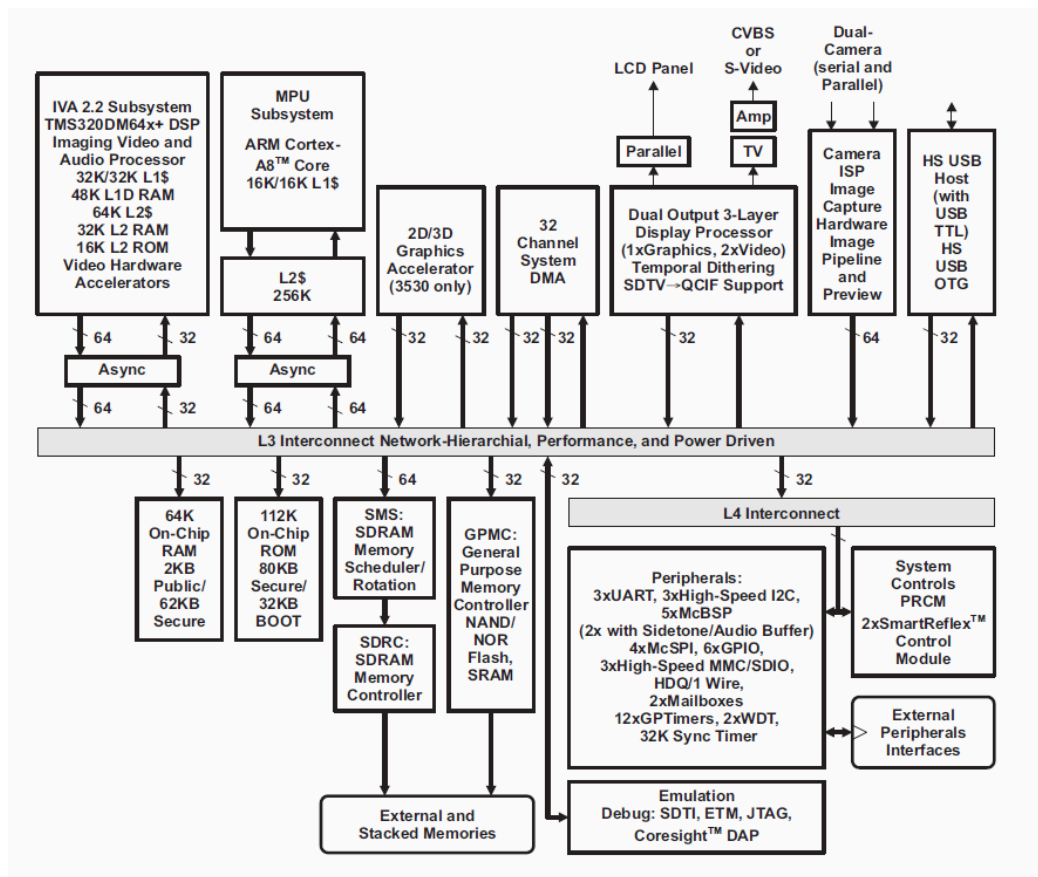 CVBS
or
S-Video
Dual-
Camera
(serial and
Parallel)
LCD Panel
Amp
Parallel
TV
IVA 2.2 Subsystem
TMS320DM64x+ DSP
Imaging Video and
Audio Processor
32K/32K L1$
48K L1D RAM
64K L2$
32K L2 RAM
16K L2 ROM
Video Hardware
Accelerators
MPU
Subsystem
ARM Cortex-
A8™ Core
16K/16K L1$
L2$
256K
2D/3D
Graphics
Accelerator
(3530 only)
32
Channel
System
DMA
Dual Output 3-Layer
Display Processor
(1xGraphics, 2xVideo)
Temporal Dithering
SDTV→QCIF Support
Camera
ISP
Image
Capture
Hardware
Image
Pipeline
and
Preview
HS USB
Host
(with
USB
TTL)
HS
USB
OTG
64
32
64
64
32
32
32
32
32
64
32
Async
Async
64
32
64
64
L3 Interconnect Network-Hierarchial, Performance, and Power Driven
32
32
64
32
32
32
64K
On-Chip
RAM
2KB
Public/
62KB
Secure
112K
On-Chip
ROM
80KB
Secure/
32KB
BOOT
SMS:
SDRAM
Memory
Scheduler/
Rotation
SDRC:
SDRAM
Memory
Controller
GPMC:
General
Purpose
Memory
Controller
NAND/
NOR
Flash,
SRAM
L4 Interconnect
Peripherals:
3xUART, 3xHigh-Speed I2C,
5xMcBSP
(2x with Sidetone/Audio Buffer)
4xMcSPI, 6xGPIO,
3xHigh-Speed MMC/SDIO,
HDQ/1 Wire,
2xMailboxes
12xGPTimers, 2xWDT,
32K Sync Timer
System
Controls
PRCM
2xSmartReflex™
Control
Module
External
Peripherals
Interfaces
External and
Stacked Memories
Emulation
Debug: SDTI, ETM, JTAG,
Coresight™ DAP